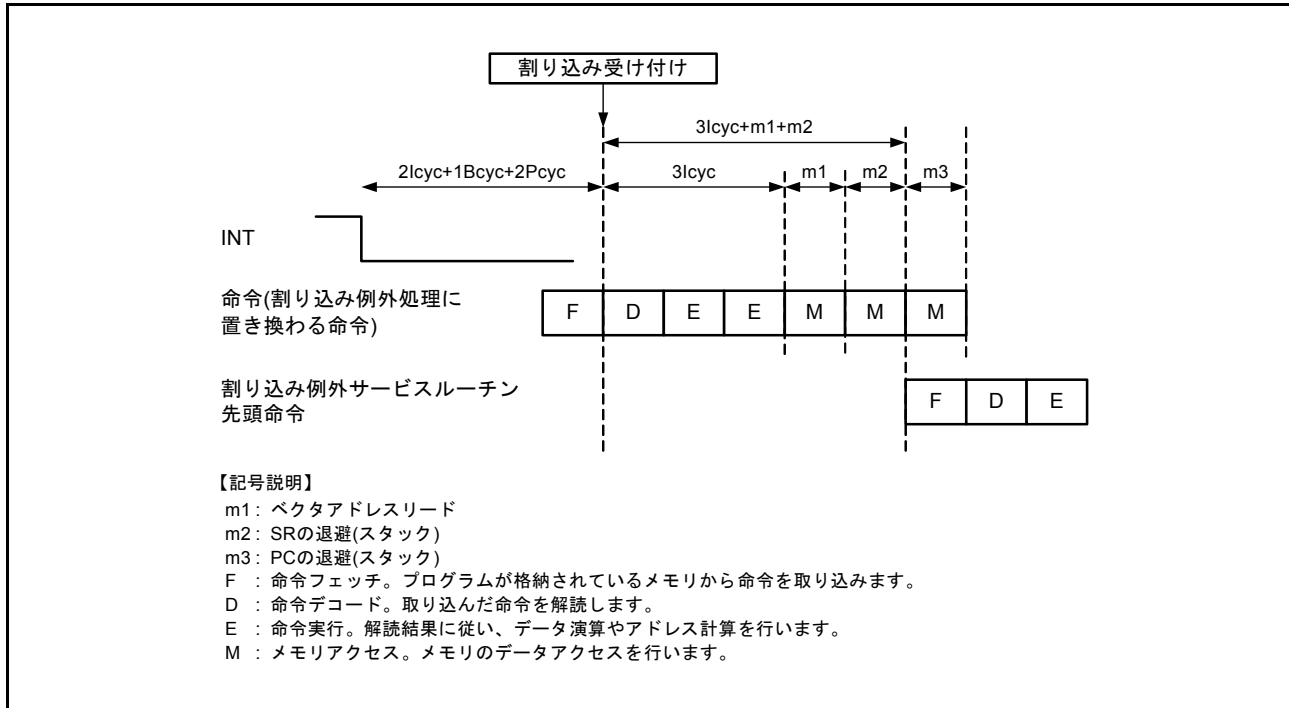 割り込み受け付け
3Icyc+m1+m2
2Icyc+1Bcyc+2Pcyc 3Icyc m1 m2 m3
INT
命令(割り込み例外処理に
置き換わる命令)
F D E E M M M
割り込み例外サービスルーチン
先頭命令
F D E
【記号説明】
m1 : ベクタアドレスリード
m2 : SRの退避(スタック)
m3 : PCの退避(スタック)
F : 命令フェッチ。プログラムが格納されているメモリから命令を取り込みます。
D : 命令デコード。取り込んだ命令を解読します。
E : 命令実行。解読結果に従い、データ演算やアドレス計算を行います。
M : メモリアクセス。メモリのデータアクセスを行います。